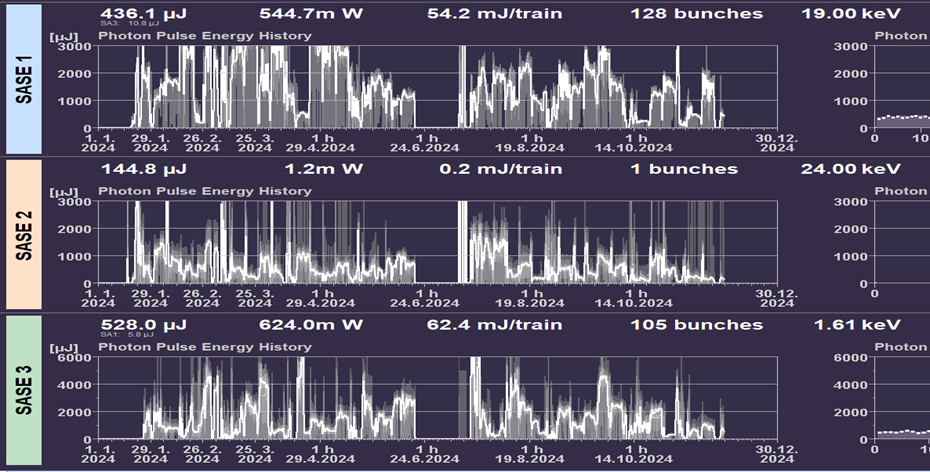 SASE 1
436.1 µJ 544.7m W 54.2 mJ/train 128 bunches 19.00 keV
SA3: 10.8 µJ
[µJ] Photon Pulse Energy History Photon
3000 3000
2000 2000
1000 1000
0 0
1. 1. 29. 1. 26. 2. 25. 3. 1 h 1 h 1 h 1 h 30.12. 0 10
2024 2024 2024 2024 29.4.2024 24.6.2024 19.8.2024 14.10.2024 2024
SASE 2
144.8 µJ 1.2m W 0.2 mJ/train 1 bunches 24.00 keV
[µJ] Photon Pulse Energy History Photon
3000 3000
2000 2000
1000 1000
0 0
1. 1. 29. 1. 26. 2. 25. 3. 1 h 1 h 1 h 1 h 30.12. 0
2024 2024 2024 2024 29.4.2024 24.6.2024 19.8.2024 14.10.2024 2024
SASE 3
528.0 µJ 624.0m W 62.4 mJ/train 105 bunches 1.61 keV
SA1: 5.8 µJ
[µJ] Photon Pulse Energy History Photon
6000 6000
4000 4000
2000 2000
0 0
1. 1. 29. 1. 26. 2. 25. 3. 1 h 1 h 1 h 1 h 30.12. 0
2024 2024 2024 2024 29.4.2024 24.6.2024 19.8.2024 14.10.2024 2024